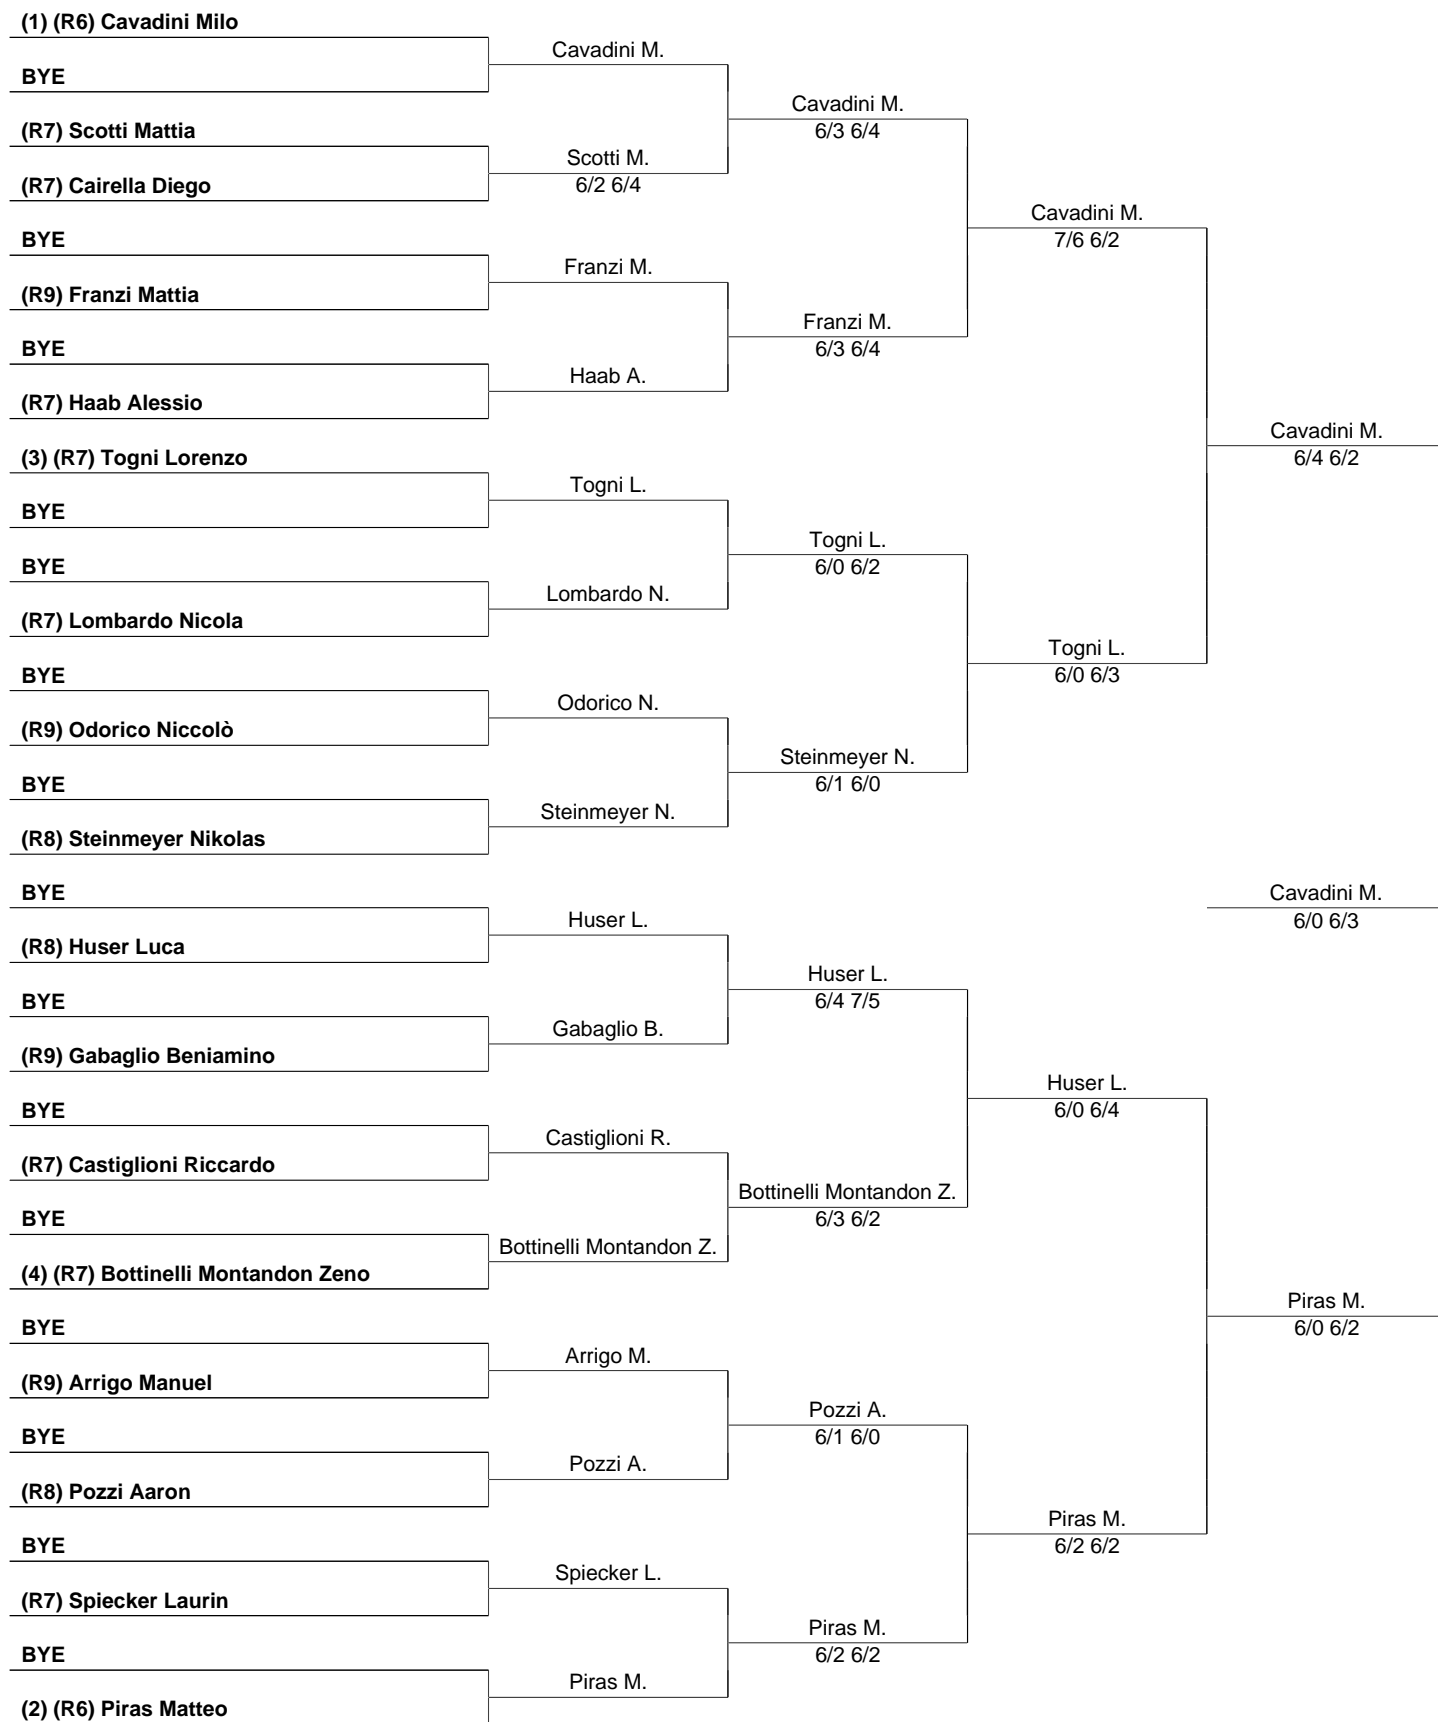 (1) (R6) Cavadini Milo
BYE
(R7) Scotti Mattia
(R7) Cairella Diego
BYE
(R9) Franzi Mattia
BYE
(R7) Haab Alessio
(3) (R7) Togni Lorenzo
BYE
BYE
(R7) Lombardo Nicola
BYE
(R9) Odorico Niccolò
BYE
(R8) Steinmeyer Nikolas
BYE
(R8) Huser Luca
BYE
(R9) Gabaglio Beniamino
BYE
(R7) Castiglioni Riccardo
BYE
(4) (R7) Bottinelli Montandon Zeno
BYE
(R9) Arrigo Manuel
BYE
(R8) Pozzi Aaron
BYE
(R7) Spiecker Laurin
BYE
(2) (R6) Piras Matteo
Cavadini M.
Scotti M.
6/2 6/4
Franzi M.
Haab A.
Togni L.
Lombardo N.
Odorico N.
Steinmeyer N.
Huser L.
Gabaglio B.
Castiglioni R.
Bottinelli Montandon Z.
Arrigo M.
Pozzi A.
Spiecker L.
Piras M.
Cavadini M.
6/3 6/4
Franzi M.
6/3 6/4
Togni L.
6/0 6/2
Steinmeyer N.
6/1 6/0
Huser L.
6/4 7/5
Bottinelli Montandon Z.
6/3 6/2
Pozzi A.
6/1 6/0
Piras M.
6/2 6/2
Cavadini M.
7/6 6/2
Togni L.
6/0 6/3
Huser L.
6/0 6/4
Piras M.
6/2 6/2
Cavadini M.
6/4 6/2
Cavadini M.
6/0 6/3
Piras M.
6/0 6/2